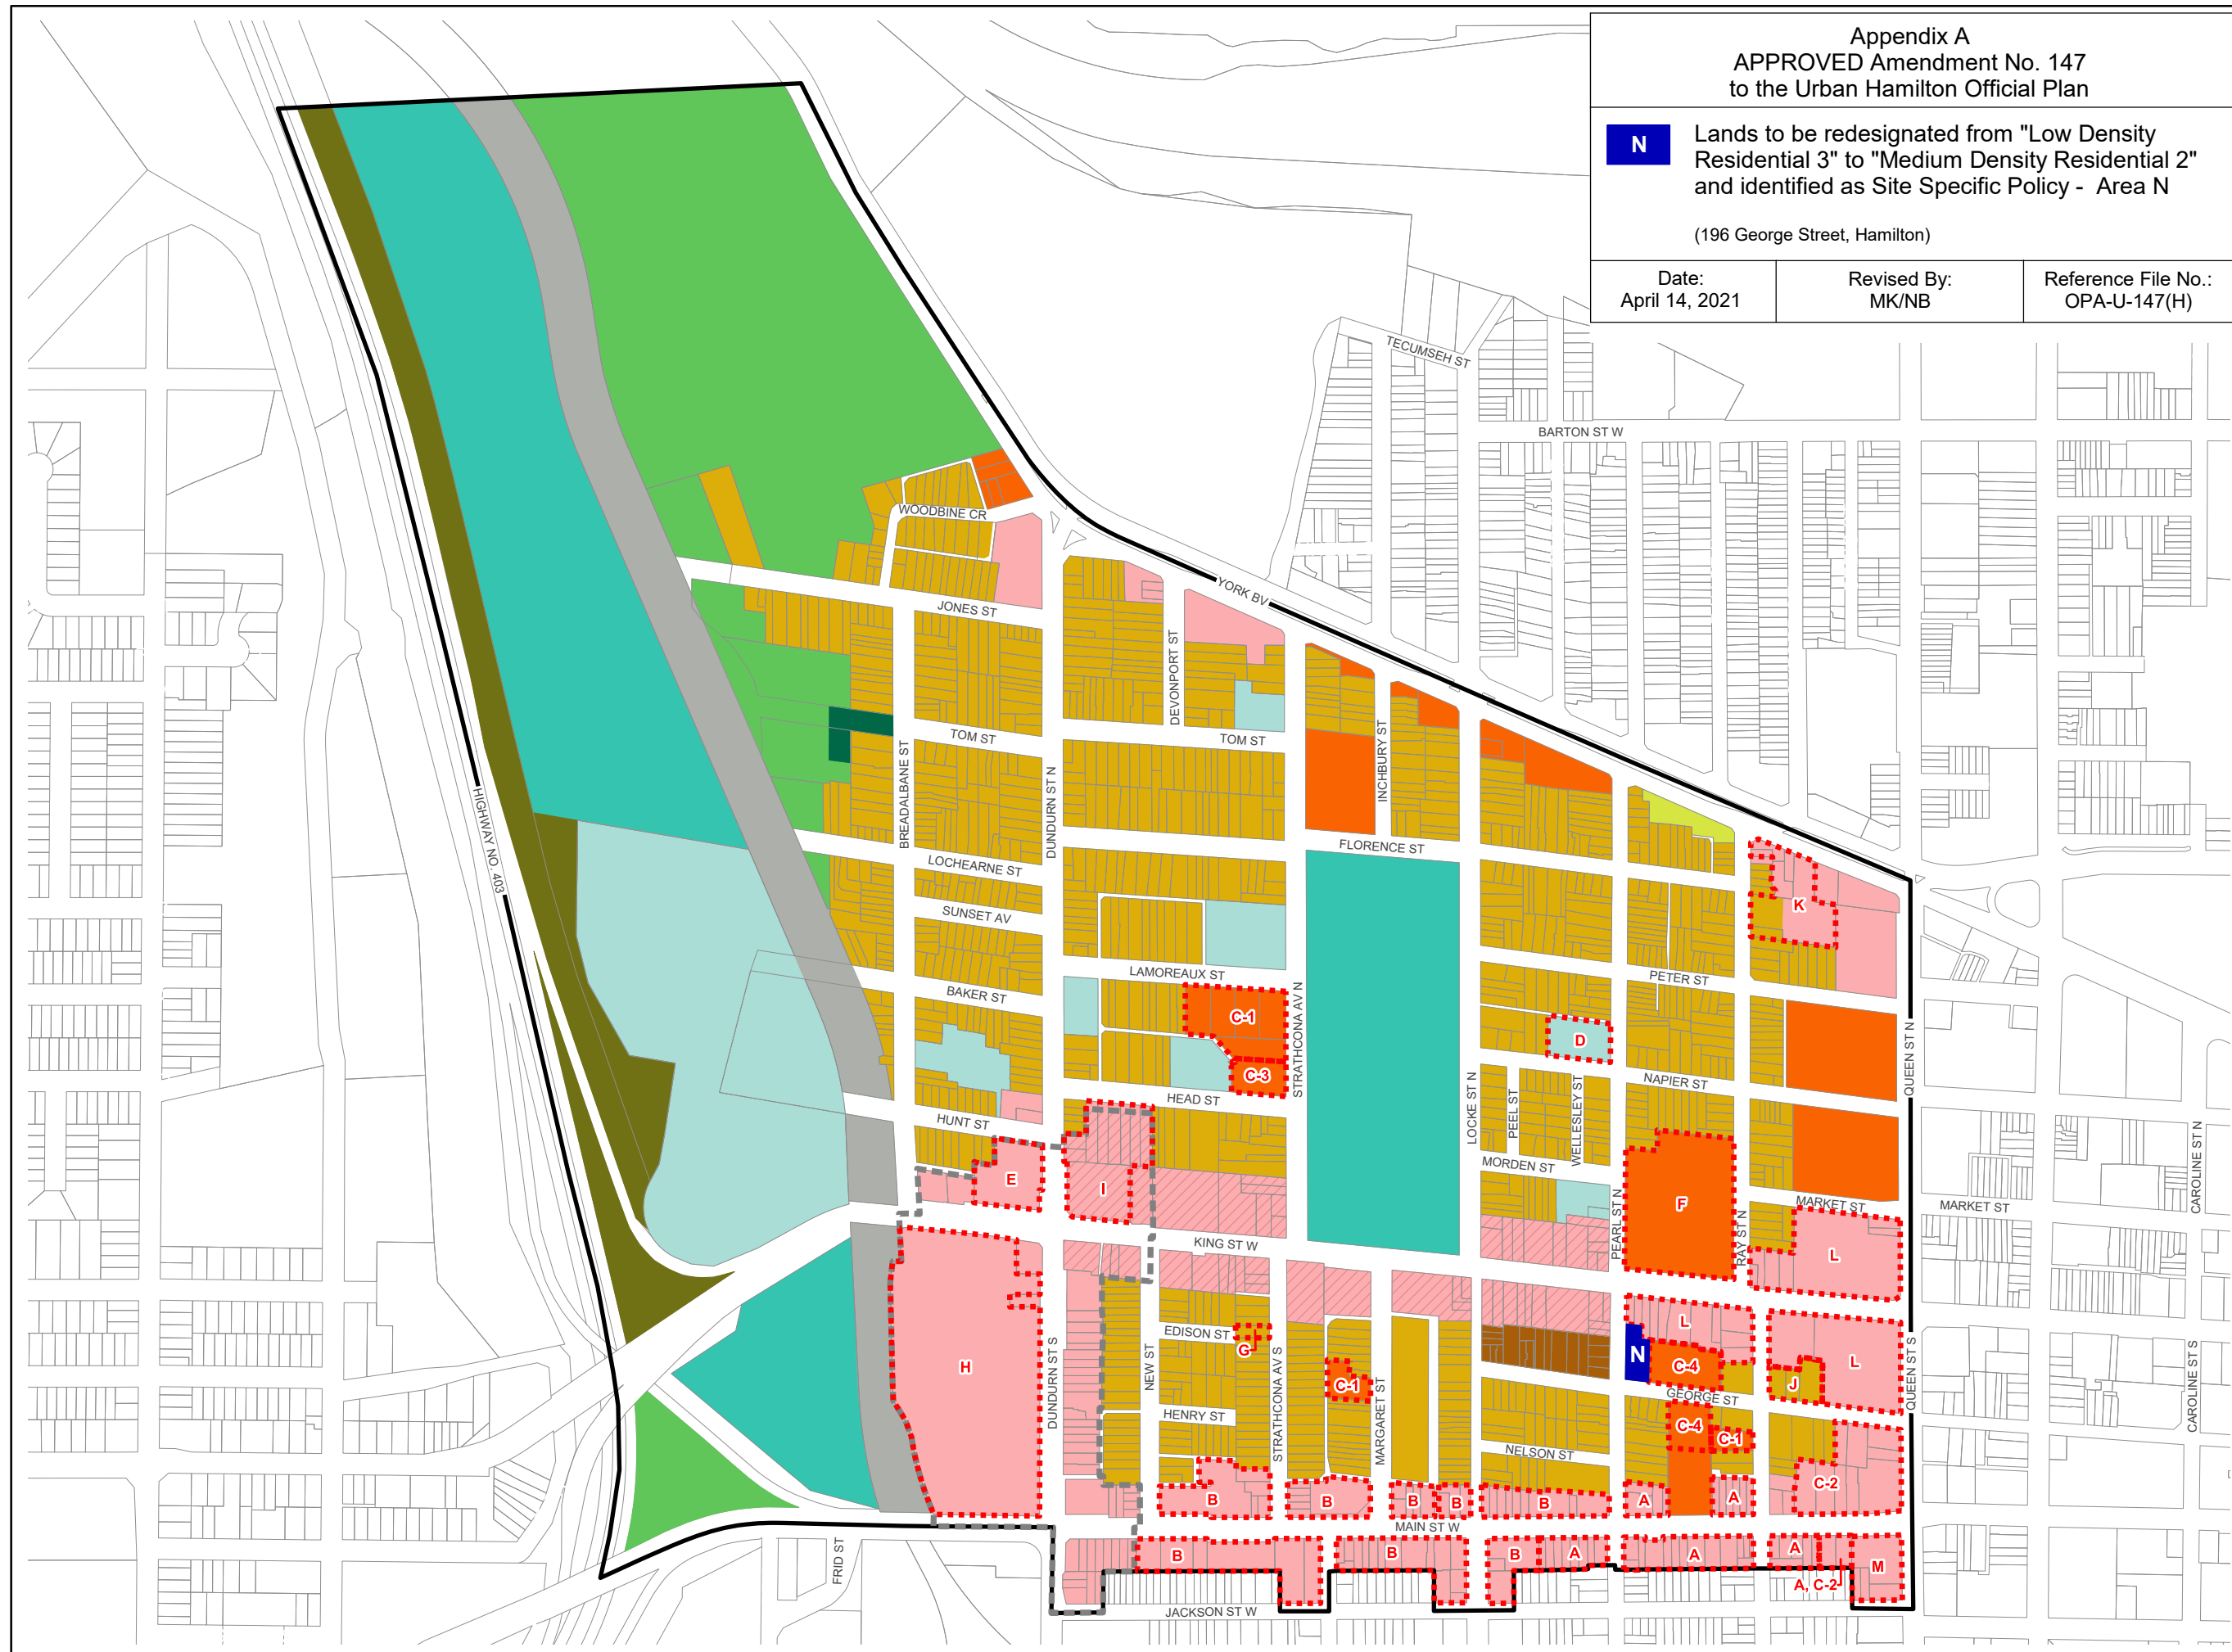 Appendix A
APPROVED Amendment No. 147
to the Urban Hamilton Official Plan
N
Lands to be redesignated from "Low Density
Residential 3" to "Medium Density Residential 2"
and identified as Site Specific Policy - Area N
(196 George Street, Hamilton)
Date:
April 14, 2021
Revised By:
MK/NB
Reference File No.:
OPA-U-147(H)
TECUMSEH ST
BARTON ST W
WOODBINE CR
YORK BV
JONES ST
DEVONPORT ST
TOM ST
TOM ST
INCHBURY ST
BREADALBANE ST
DUNDURN ST N
HIGHWAY NO. 403
FLORENCE ST
LOCHEARNE ST
SUNSET AV
K
LAMOREAUX ST
PETER ST
BAKER ST
C-1
STRATHCONA AV N
D
QUEEN ST N
C-3
NAPIER ST
HEAD ST
LOCKE ST N
PEEL ST
WELLESLEY ST
HUNT ST
MORDEN ST
CAROLINE ST N
E
I
F
MARKET ST
MARKET ST
PEARL ST N
RAY ST N
KING ST W
L
L
EDISON ST
G
N
C-4
L
H
DUNDURN ST S
NEW ST
STRATHCONA AV S
C-1
MARGARET ST
J
GEORGE ST
QUEEN ST S
CAROLINE ST S
HENRY ST
C-4
C-1
NELSON ST
C-2
B
B
B
B
B
A
A
MAIN ST W
FRID ST
B
B
B
A
A
A
M
A, C-2
JACKSON ST W